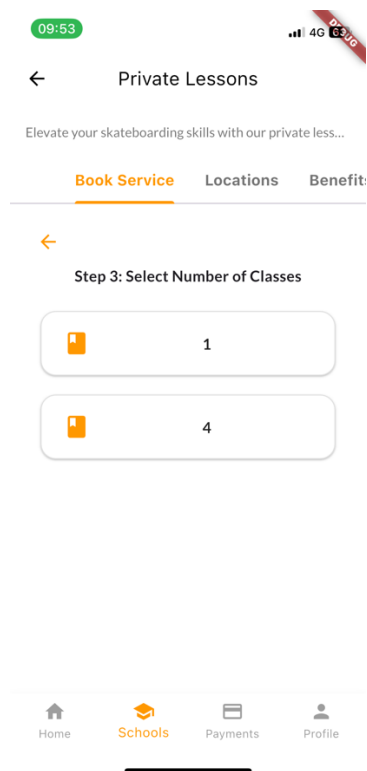 09:53
4G
DEBUG
Private Lessons
Elevate your skateboarding skills with our private less...
Book Service Locations Benefits
Step 3: Select Number of Classes
1
4
Home Schools Payments Profile